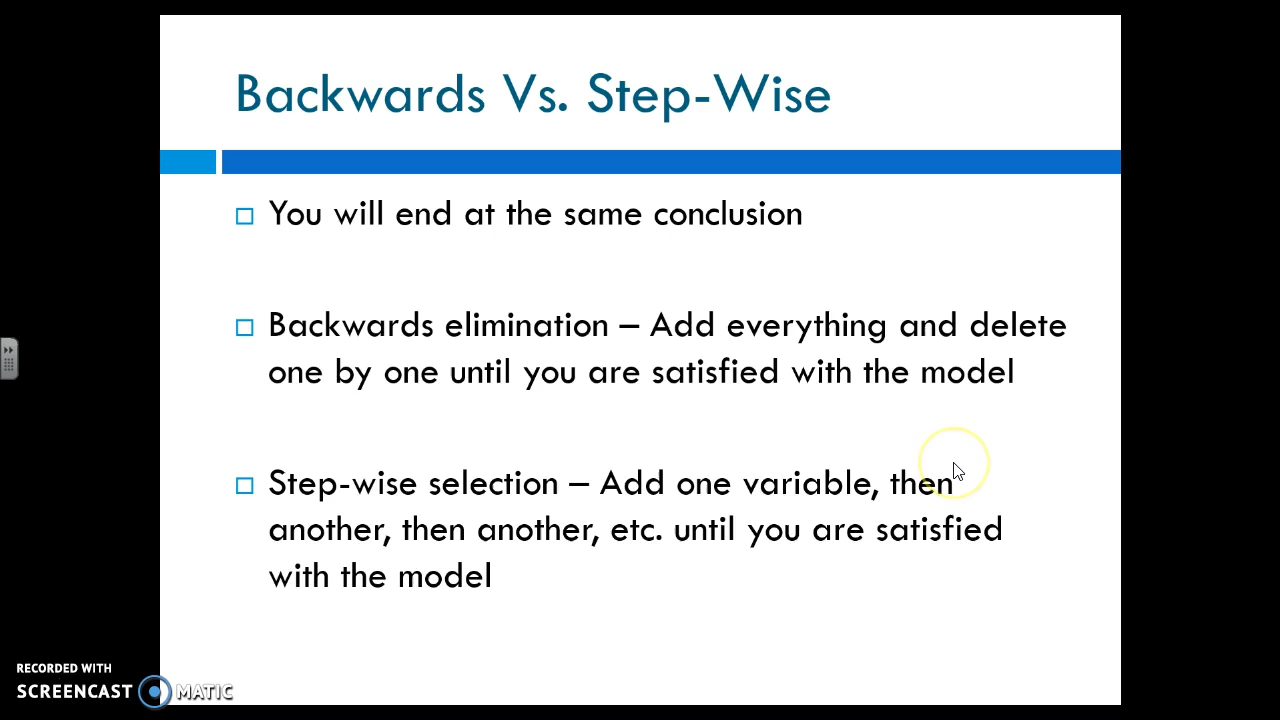 Backwards Vs. Step-Wise
You will end at the same conclusion
Backwards elimination – Add everything and delete
one by one until you are satisfied with the model
Step-wise selection – Add one variable, then
another, then another, etc. until you are satisfied
with the model
RECORDED WITH
SCREENCAST MATIC